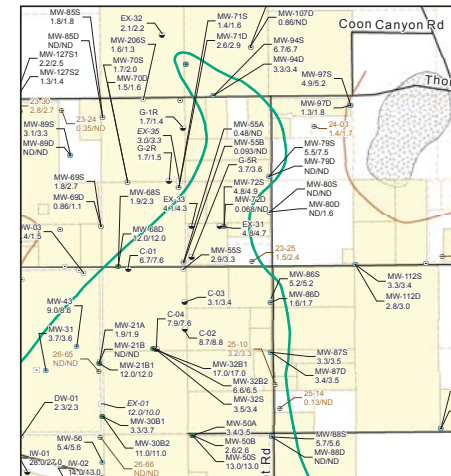 MW-85S
1.8/1.8
MW-85D
ND/ND
MW-127S1
2.2/2.5
MW-127S2
1.3/1.4
EX-32
2.1/2.2
MW-206S
1.6/1.3
MW-70S
1.7/2.0
MW-70D
1.5/1.6
MW-71S
1.4/1.6
MW-71D
2.6/2.9
MW-107D
0.86/ND
MW-94S
6.7/6.7
MW-94D
3.3/3.4
Coon Canyon Rd
MW-97S
4.9/5.2
MW-97D
1.3/1.8
23-30
2.8/2.7
23-24
0.35/ND
MW-89S
3.1/3.3
MW-89D
ND/ND
G-1R
1.7/1.4
EX-35
3.0/3.3
G-2R
1.7/1.5
MW-55A
0.48/ND
MW-55B
0.093/ND
G-5R
3.7/3.6
24-03
1.4/1.7
MW-79S
5.5/7.5
MW-79D
ND/ND
MW-69S
1.8/2.7
MW-69D
0.86/1.1
MW-68S
1.9/2.3
EX-33
4.1/4.3
MW-72S
4.8/4.9
MW-72D
0.068/ND
MW-80S
ND/ND
MW-80D
ND/1.6
EX-31
4.8/4.7
MW-68D
12.0/12.0
C-01
6.7/7.6
MW-55S
2.9/3.3
23-25
1.5/2.4
MW-43
9.0/8.6
MW-31
3.7/3.6
26-65
ND/ND
C-03
3.1/3.4
C-04
7.9/7.6
C-02
8.7/8.8
MW-86S
5.2/5.2
MW-86D
1.6/1.7
MW-112S
3.3/3.4
MW-112D
2.8/3.0
MW-21A
1.9/1.9
MW-21B
ND/ND
MW-21B1
12.0/12.0
25-10
3.2/3.3
MW-87S
3.3/3.5
MW-87D
3.4/3.5
MW-32B1
17.0/17.0
MW-32B2
6.6/6.5
MW-32S
3.5/3.4
25-14
0.13/ND
DW-01
2.3/2.3
EX-01
12.0/10.0
MW-30B1
3.3/3.7
MW-30B2
11.0/11.0
MW-50A
3.4/3.5
MW-50B
2.6/2.6
MW-50S
13.0/13.0
MW-88S
5.7/5.6
MW-88D
ND/ND
MW-56
5.4/5.6
IW-01
28.0/27.0
IW-02
14.0/13.0
26-66
ND/ND